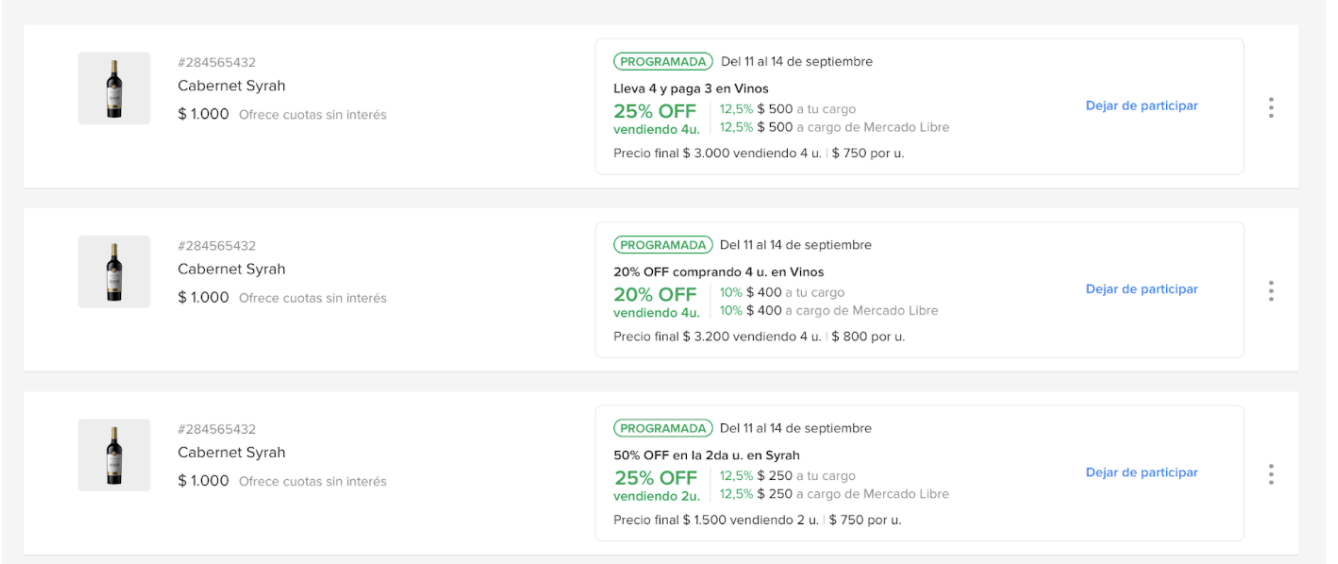 #284565432
Cabernet Syrah
$ 1.000 Ofrece cuotas sin interés
PROGRAMADA Del 11 al 14 de septiembre
Lleva 4 y paga 3 en Vinos
25% OFF
vendiendo 4u.
12,5% $ 500 a tu cargo
12,5% $ 500 a cargo de Mercado Libre
Precio final $ 3.000 vendiendo 4 u. | $ 750 por u.
Dejar de participar
#284565432
Cabernet Syrah
$ 1.000 Ofrece cuotas sin interés
PROGRAMADA Del 11 al 14 de septiembre
20% OFF comprando 4 u. en Vinos
20% OFF
vendiendo 4u.
10% $ 400 a tu cargo
10% $ 400 a cargo de Mercado Libre
Precio final $ 3.200 vendiendo 4 u. | $ 800 por u.
Dejar de participar
#284565432
Cabernet Syrah
$ 1.000 Ofrece cuotas sin interés
PROGRAMADA Del 11 al 14 de septiembre
50% OFF en la 2da u. en Syrah
25% OFF
vendiendo 2u.
12,5% $ 250 a tu cargo
12,5% $ 250 a cargo de Mercado Libre
Precio final $ 1.500 vendiendo 2 u. | $ 750 por u.
Dejar de participar